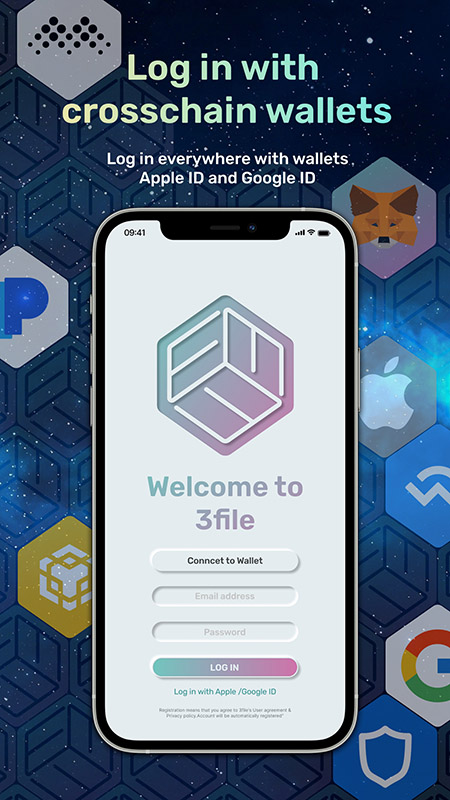 Log in with
crosschain wallets
Log in everywhere with wallets
Apple ID and Google ID
09:41
Welcome to
3file
Conncet to Wallet
Email address
Password
LOG IN
Log in with Apple /Google ID
Registration means that you agree to 3file's User agreement &
Privacy policy Account will be automatically registered"